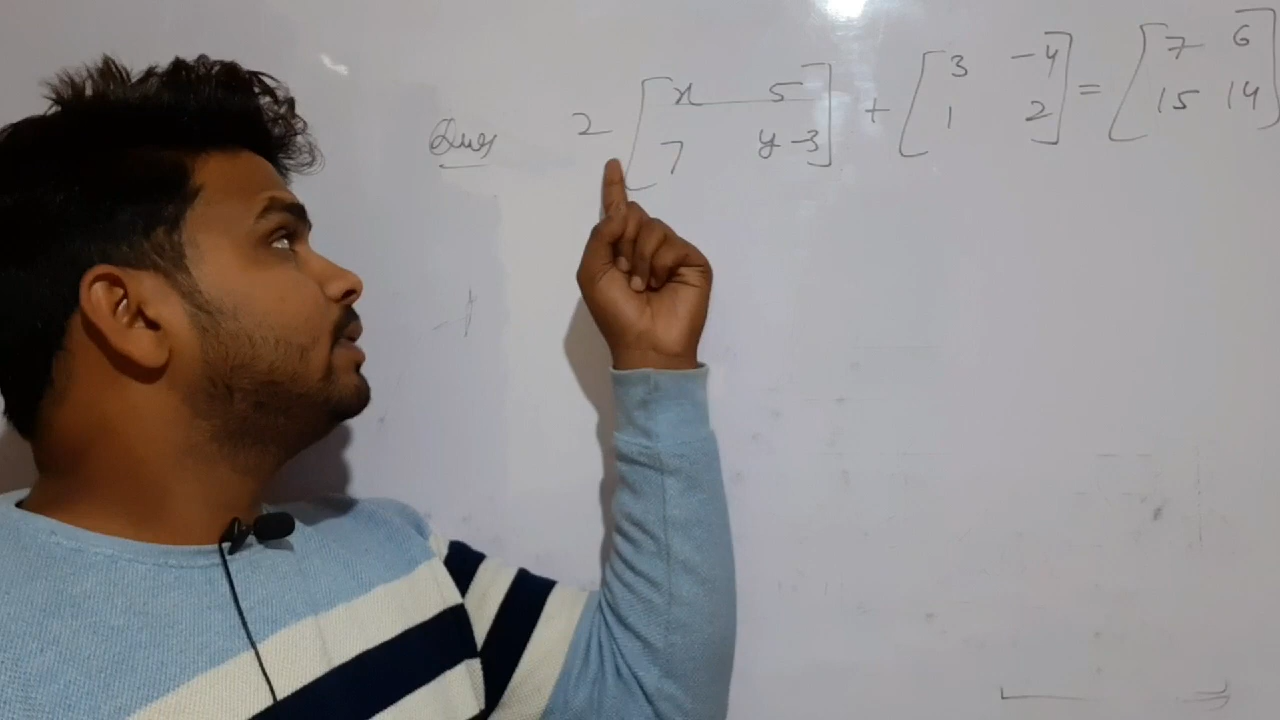 Ques 2 [x 5 + [3 -4 = [7 6
7 y-3] 1 2] 15 14]